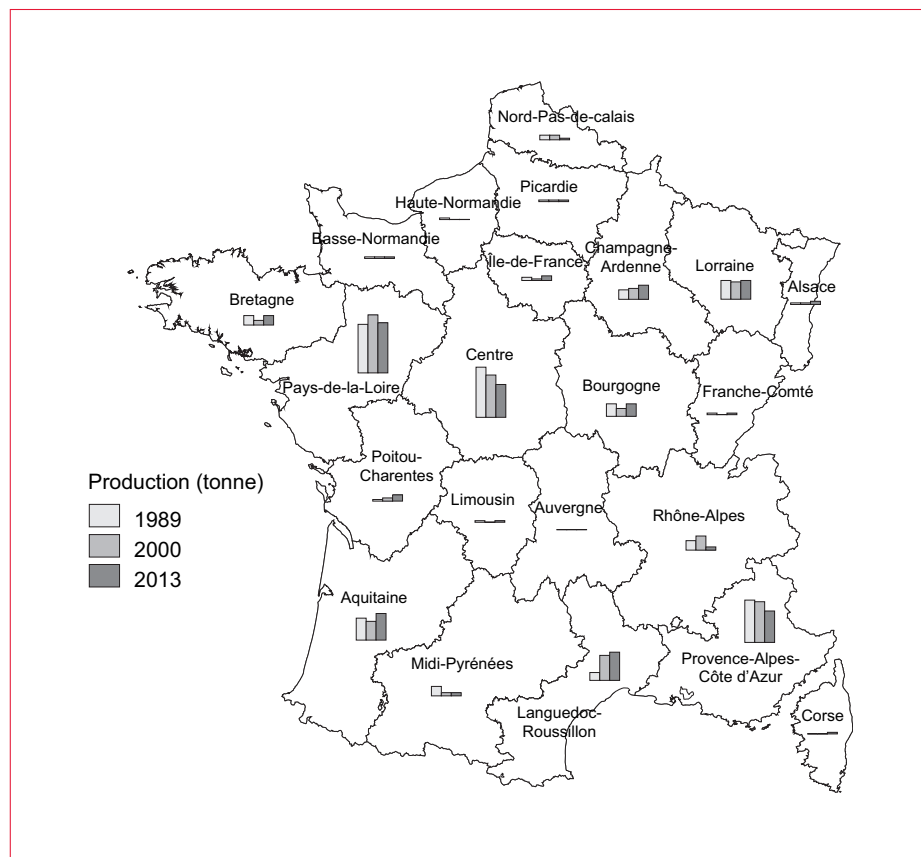 Nord-Pas-de-calais
Picardie
Haute-Normandie
Basse-Normandie
Île-de-France
Champagne-
Ardenne
Lorraine
Alsace
Bretagne
Pays-de-la-Loire
Centre
Bourgogne
Franche-Comté
Poitou-
Charentes
Limousin
Auvergne
Rhône-Alpes
Production (tonne)
1989
2000
2013
Aquitaine
Midi-Pyrénées
Languedoc-
Roussillon
Provence-Alpes-
Côte d'Azur
Corse